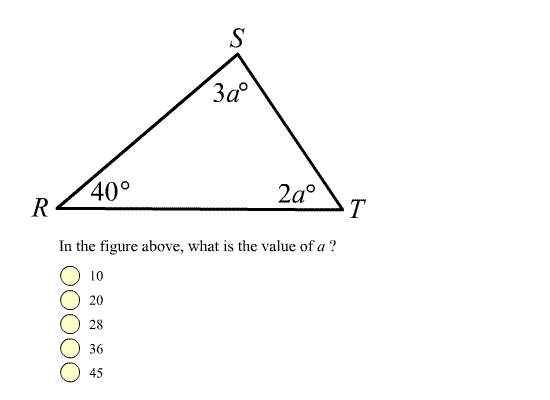 S
3a°
40°
2a°
R
T
In the figure above, what is the value of a ?
10
20
28
36
45